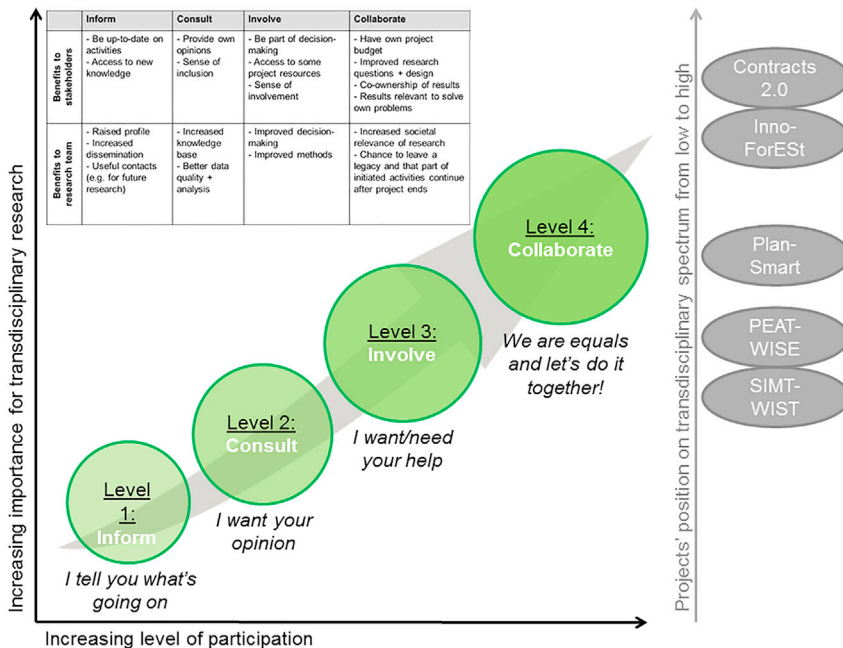 Inform
Consult
Involve
Collaborate
Benefits to
stakeholders
- Be up-to-date on
activities
- Access to new
knowledge
- Provide own
opinions
- Sense of
inclusion
- Be part of decision-
making
- Access to some
project resources
- Sense of
involvement
- Have own project
budget
- Improved research
questions + design
- Co-ownership of results
- Results relevant to solve
own problems
Benefits to
research team
- Raised profile
- Increased
dissemination
- Useful contacts
(e.g. for future
research)
- Increased
knowledge
base
- Better data
quality +
analysis
- Improved decision-
making
- Improved methods
- Increased societal
relevance of research
- Chance to leave a
legacy and that part of
initiated activities continue
after project ends
Increasing importance for transdisciplinary research
Level
1:
Inform
I tell you what's
going on
Level 2:
Consult
I want your
opinion
Level 3:
Involve
I want/need
your help
Level 4:
Collaborate
We are equals
and let's do it
together!
Increasing level of participation
Projects' position on transdisciplinary spectrum from low to high
Contracts
2.0
Inno-
ForESt
Plan-
Smart
PEAT-
WISE
SIMT-
WIST